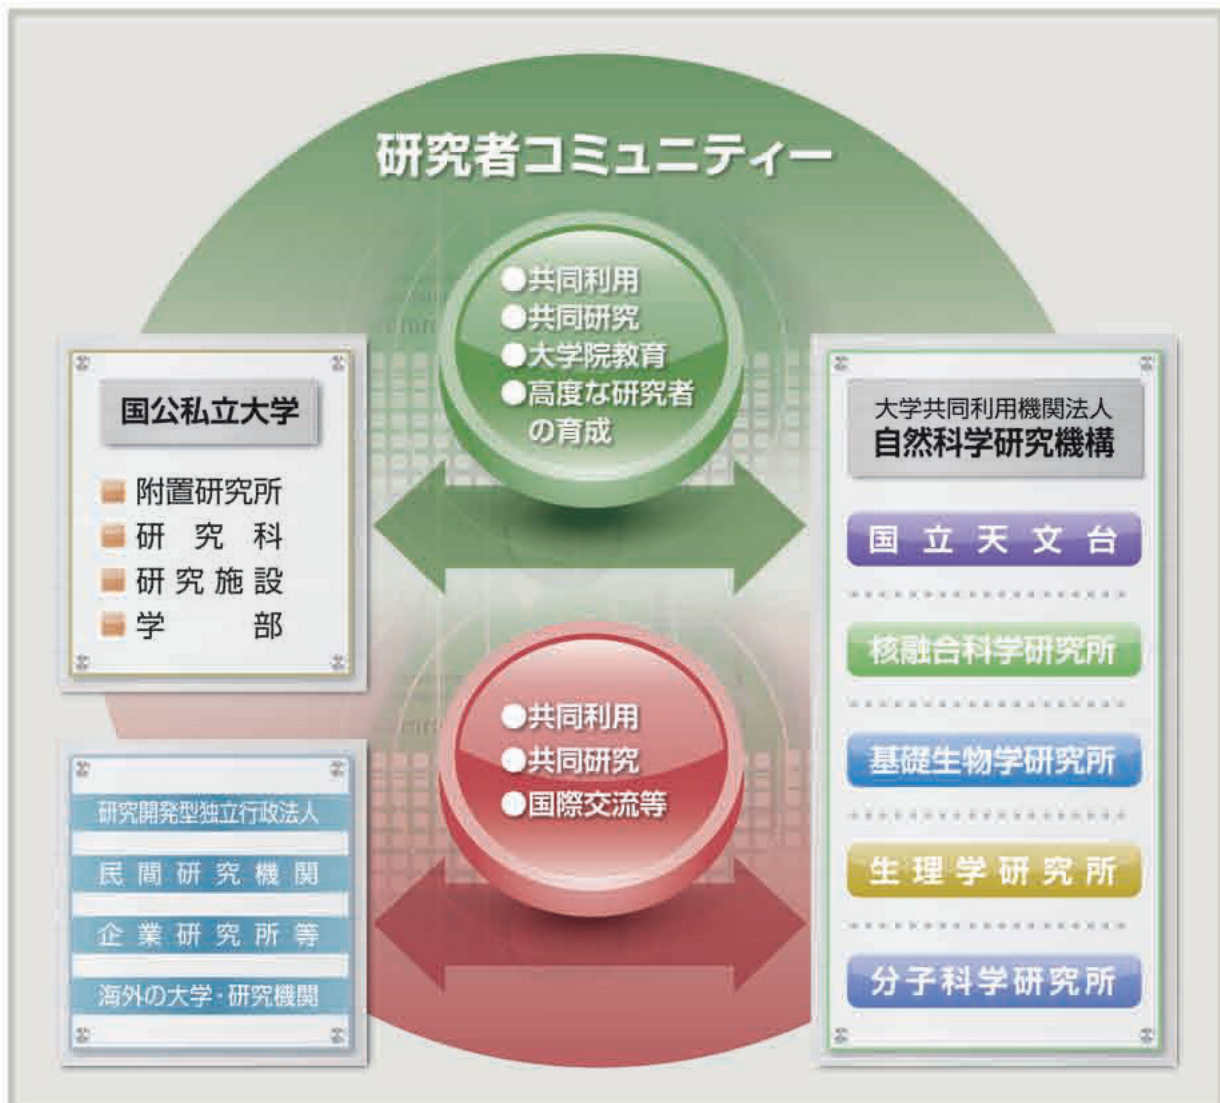 研究者コミュニティー
●共同利用
●共同研究
●大学院教育
●高度な研究者
の育成
国公私立大学
附置研究所
研究科
研究施設
学部
大学共同利用機関法人
自然科学研究機構
国立天文台
核融合科学研究所
基礎生物学研究所
生理学研究所
分子科学研究所
●共同利用
●共同研究
●国際交流等
研究開発型独立行政法人
民間研究機関
企業研究所等
海外の大学・研究機関